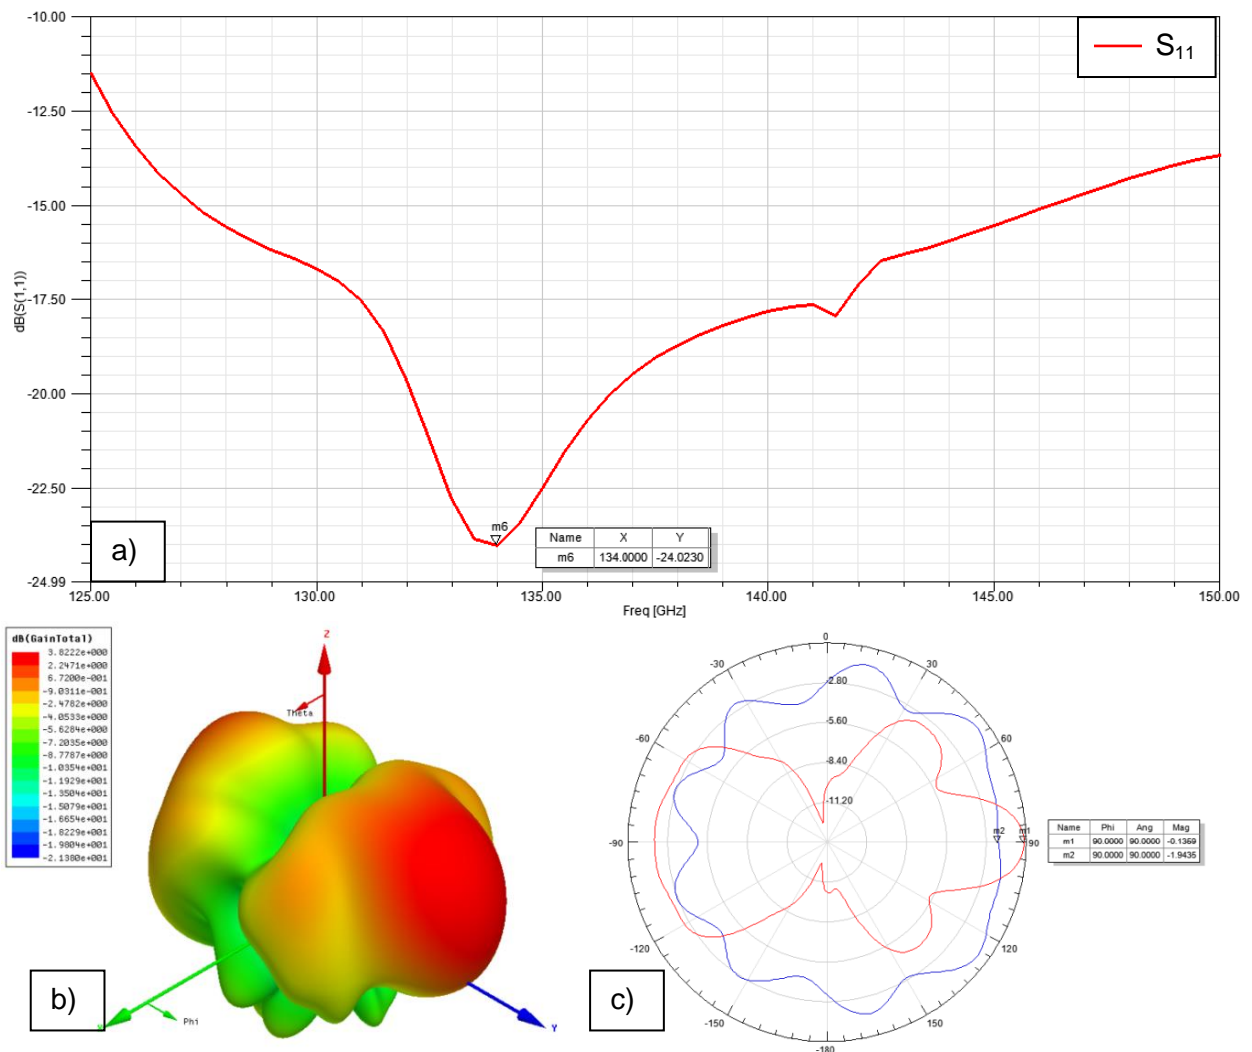 -10.00
-12.50
-15.00
-17.50
-20.00
-22.50
-24.99
dB(S(1,1))
S11
a)
m6
Name X Y
m6 134.0000 -24.0230
125.00 130.00 135.00 140.00 145.00 150.00
Freq [GHz]
dB(GainTotal)
3.8222e+000
2.2471e+000
6.7200e-001
-9.0311e-001
-2.4782e+000
-4.0533e+000
-5.6284e+000
-7.2035e+000
-8.7787e+000
-1.0354e+001
-1.1929e+001
-1.3504e+001
-1.5079e+001
-1.6654e+001
-1.8229e+001
-1.9804e+001
-2.1380e+001
Z
Theta
Phi
Y
b)
0
-30 30
-60 60
-90 90
-120 120
-150 150
-180
-2.80
-5.60
-8.40
-11.20
m2 m1
Name Phi Ang Mag
m1 90.0000 90.0000 -0.1369
m2 90.0000 90.0000 -1.9435
c)